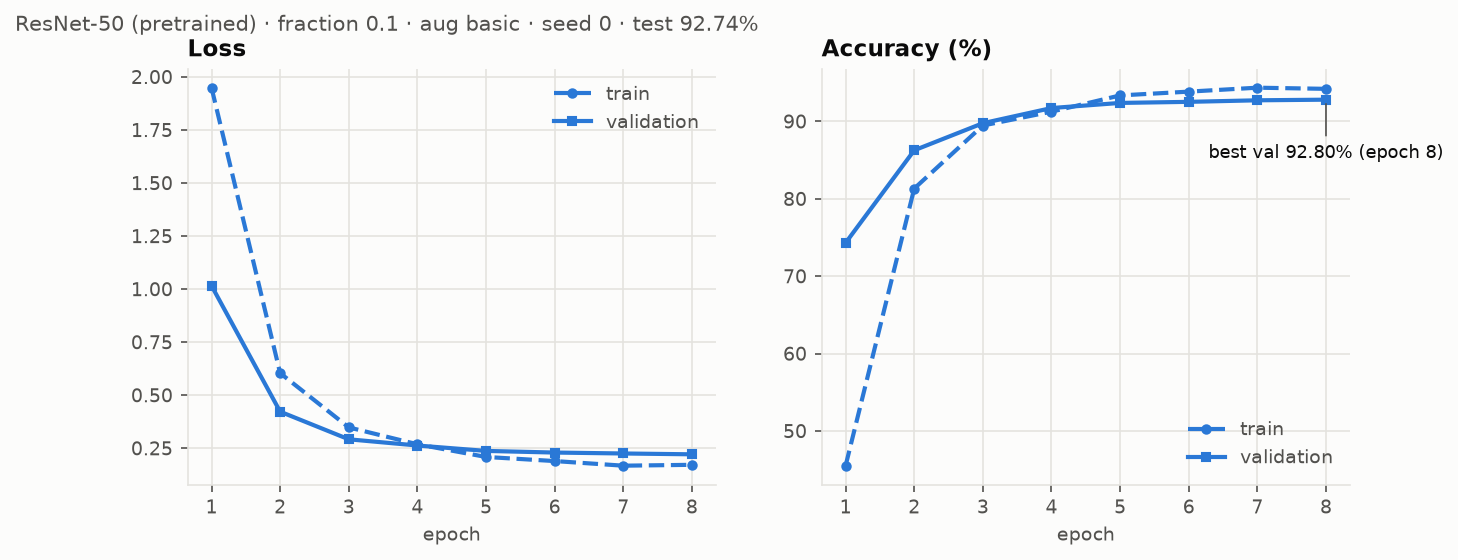 ResNet-50 (pretrained) · fraction 0.1 · aug basic · seed 0 · test 92.74%
Loss
2.00
1.75
1.50
1.25
1.00
0.75
0.50
0.25
1 2 3 4 5 6 7 8
epoch
train
validation
Accuracy (%)
90
80
70
60
50
1 2 3 4 5 6 7 8
epoch
best val 92.80% (epoch 8)
train
validation